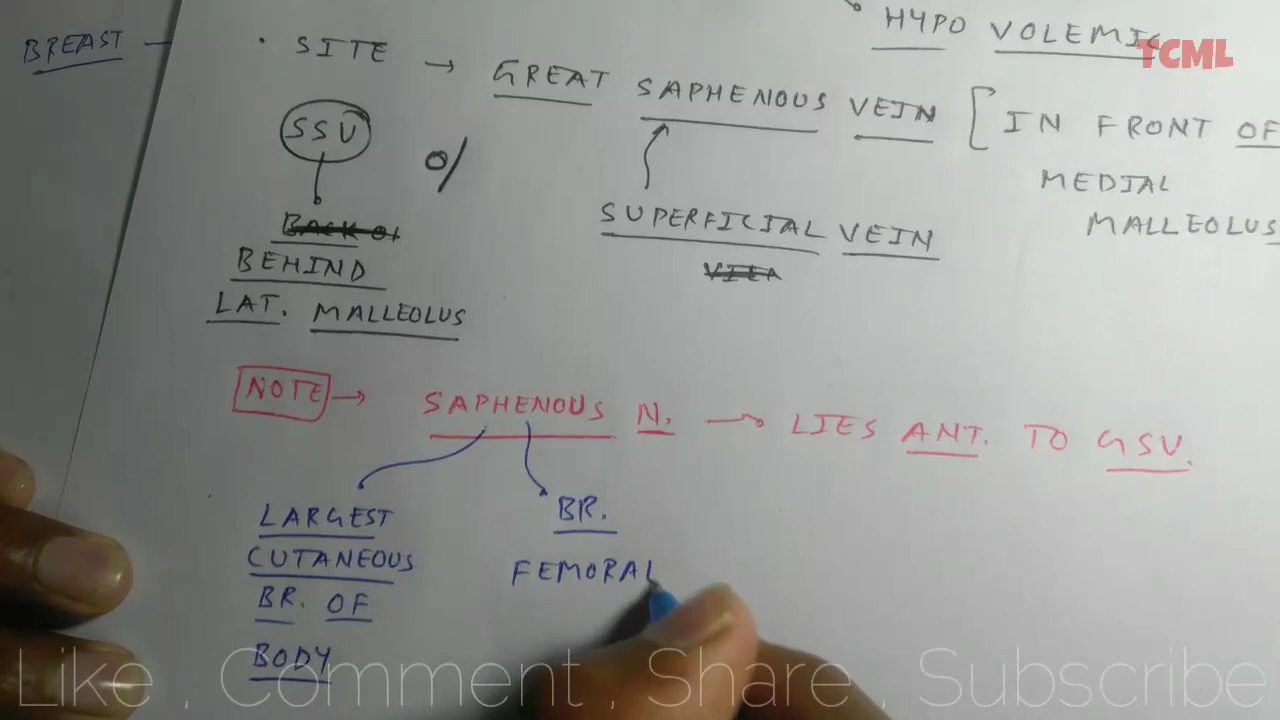 HYPO VOLEMIC
TCML
BREAST —
• SITE → GREAT SAPHENOUS VEIN [ IN FRONT OF
MEDIAL
MALLEOLUS
SSV
O/
SUPERFICIAL VEIN
BACK OF
BEHIND
LAT. MALLEOLUS
NOTE → SAPHENOUS N. → LIES ANT. TO GSV.
LARGEST
CUTANEOUS
BR. OF
BODY
BR.
FEMORAL
Like , Comment , Share , Subscribe